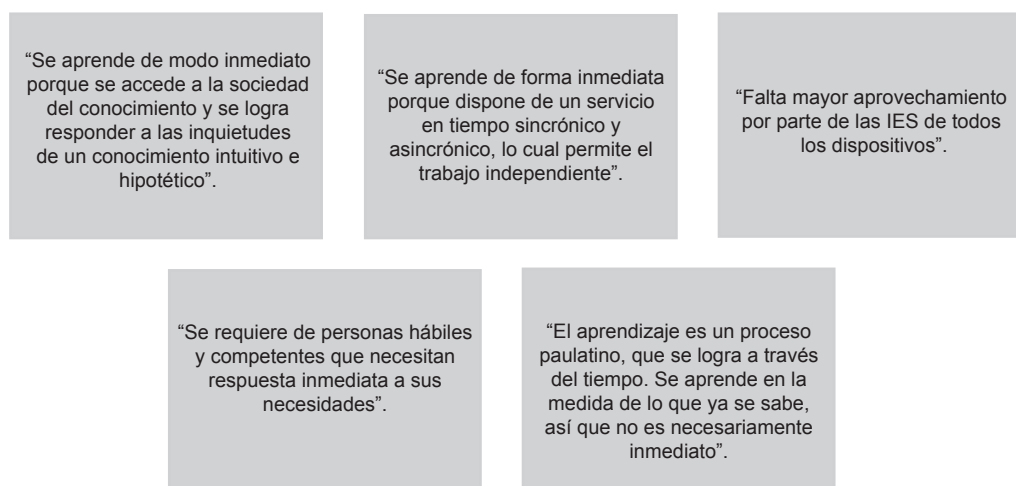 “Se aprende de modo inmediato
porque se accede a la sociedad
del conocimiento y se logra
responder a las inquietudes
de un conocimiento intuitivo e
hipotético”.
“Se aprende de forma inmediata
porque dispone de un servicio
en tiempo sincrónico y
asincrónico, lo cual permite el
trabajo independiente”.
“Falta mayor aprovechamiento
por parte de las IES de todos
los dispositivos”.
“Se requiere de personas hábiles
y competentes que necesitan
respuesta inmediata a sus
necesidades”.
“El aprendizaje es un proceso
paulatino, que se logra a través
del tiempo. Se aprende en la
medida de lo que ya se sabe,
así que no es necesariamente
inmediato”.